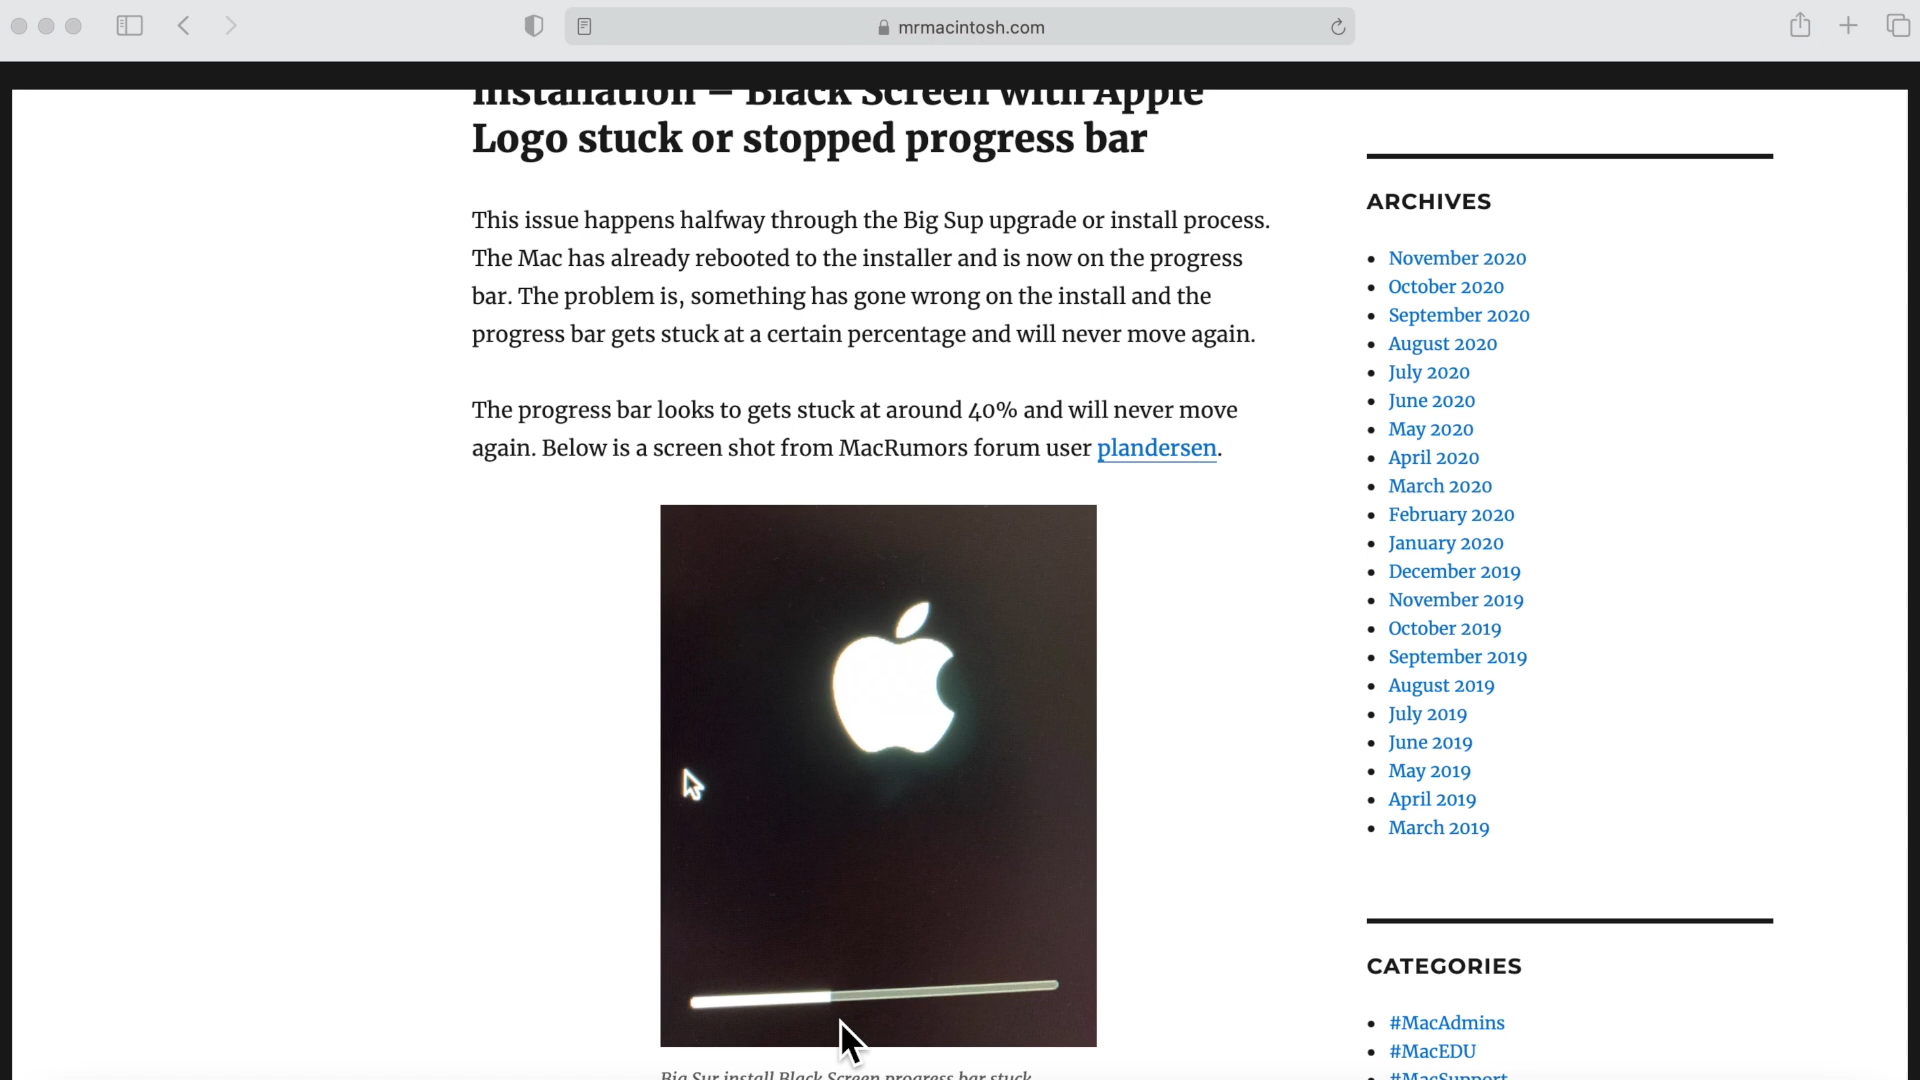 mrmacintosh.com
Installation – Black Screen with Apple
Logo stuck or stopped progress bar
This issue happens halfway through the Big Sup upgrade or install process.
The Mac has already rebooted to the installer and is now on the progress
bar. The problem is, something has gone wrong on the install and the
progress bar gets stuck at a certain percentage and will never move again.
The progress bar looks to gets stuck at around 40% and will never move
again. Below is a screen shot from MacRumors forum user plandersen.
Big Sur install Black Screen progress bar stuck
ARCHIVES
November 2020
October 2020
September 2020
August 2020
July 2020
June 2020
May 2020
April 2020
March 2020
February 2020
January 2020
December 2019
November 2019
October 2019
September 2019
August 2019
July 2019
June 2019
May 2019
April 2019
March 2019
CATEGORIES
#MacAdmins
#MacEDU
#MacSupport